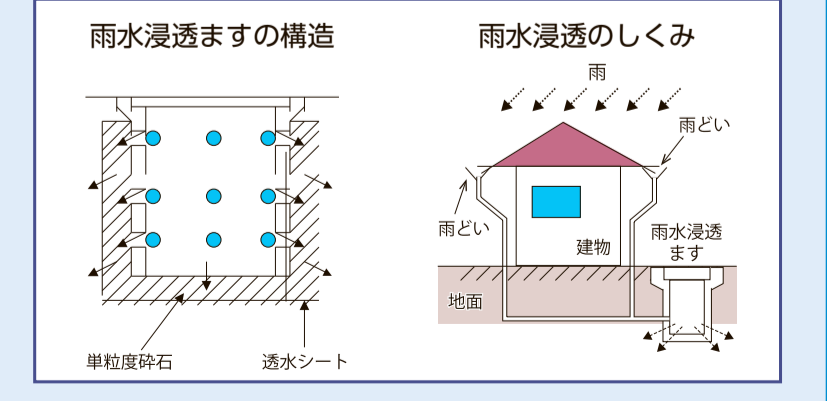 雨水浸透ますの構造
単粒度砕石
透水シート
雨水浸透のしくみ
雨
雨どい
雨どい
建物
雨水浸透
ます
地面